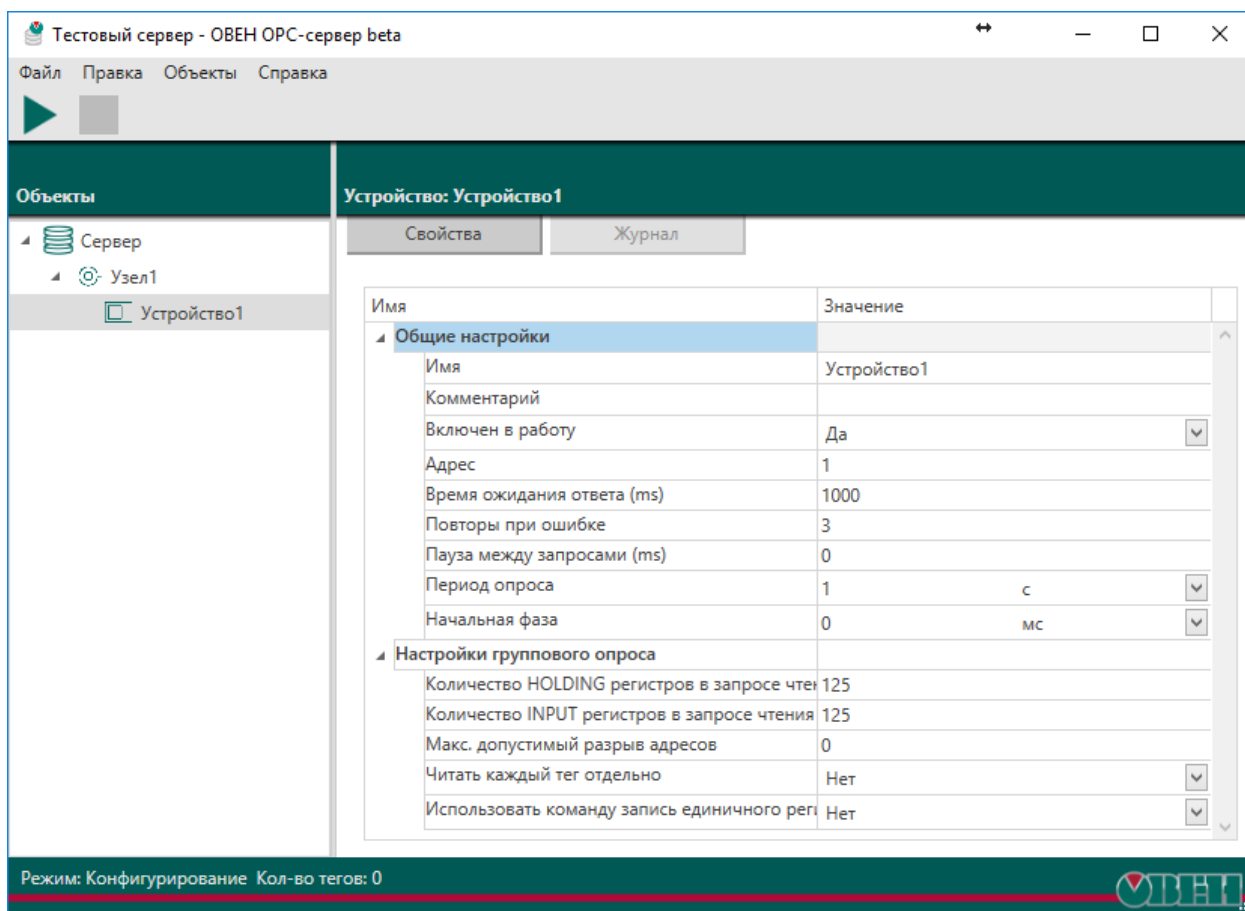 Тестовый сервер - ОВЕН OPC-сервер beta
Файл Правка Объекты Справка
Объекты
Устройство: Устройство1
Сервер
Узел1
Устройство1
Свойства Журнал
Имя Значение
Общие настройки
Имя Устройство1
Комментарий
Включен в работу Да
Адрес 1
Время ожидания ответа (ms) 1000
Повторы при ошибке 3
Пауза между запросами (ms) 0
Период опроса 1 с
Начальная фаза 0 мс
Настройки группового опроса
Количество HOLDING регистров в запросе 125
Количество INPUT регистров в запросе чтения 125
Макс. допустимый разрыв адресов 0
Читать каждый тег отдельно Нет
Использовать команду запись единичного Нет
Режим: Конфигурирование Кол-во тегов: 0
ОВЕН